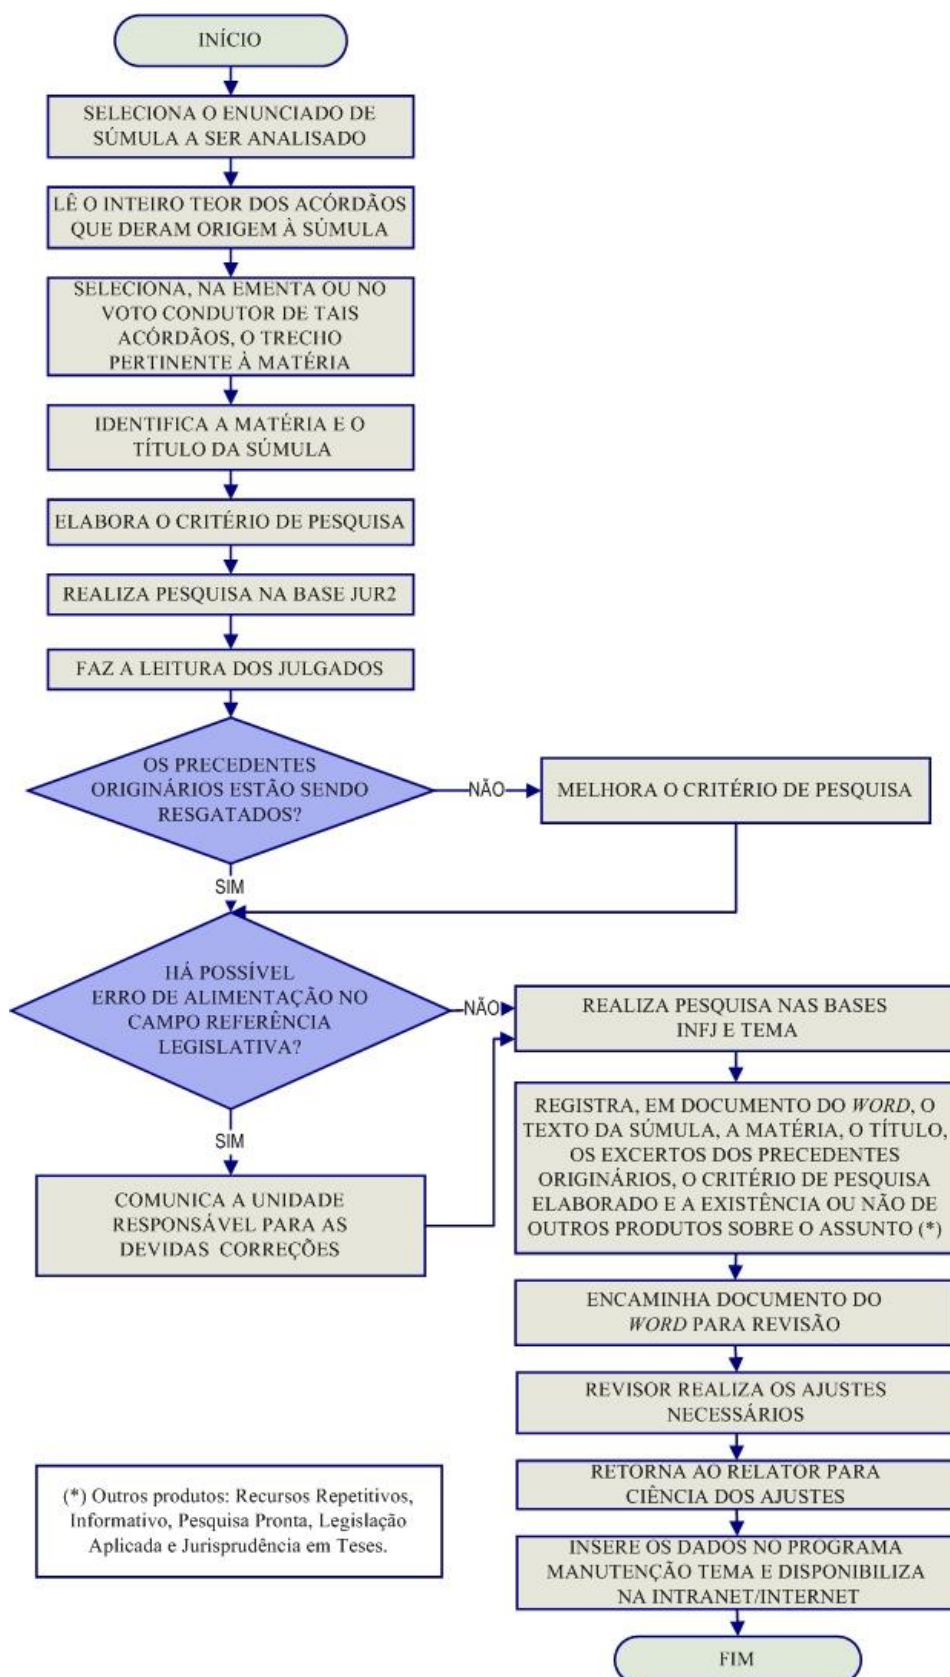 INÍCIO
SELECIONA O ENUNCIADO DE
SÚMULA A SER ANALISADO
LÊ O INTEIRO TEOR DOS ACÓRDÃOS
QUE DERAM ORIGEM À SÚMULA
SELECIONA, NA EMENTA OU NO
VOTO CONDUTOR DE TAIS
ACÓRDÃOS, O TRECHO
PERTINENTE À MATÉRIA
IDENTIFICA A MATÉRIA E O
TÍTULO DA SÚMULA
ELABORA O CRITÉRIO DE PESQUISA
REALIZA PESQUISA NA BASE JUR2
FAZ A LEITURA DOS JULGADOS
OS PRECEDENTES
ORIGINÁRIOS ESTÃO SENDO
RESGATADOS?
NÃO
MELHORA O CRITÉRIO DE PESQUISA
SIM
HÁ POSSÍVEL
ERRO DE ALIMENTAÇÃO NO
CAMPO REFERÊNCIA
LEGISLATIVA?
NÃO
REALIZA PESQUISA NAS BASES
INFJ E TEMA
SIM
COMUNICA A UNIDADE
RESPONSÁVEL PARA AS
DEVIDAS CORREÇÕES
REGISTRA, EM DOCUMENTO DO WORD, O
TEXTO DA SÚMULA, A MATÉRIA, O TÍTULO,
OS EXCERTOS DOS PRECEDENTES
ORIGINÁRIOS, O CRITÉRIO DE PESQUISA
ELABORADO E A EXISTÊNCIA OU NÃO DE
OUTROS PRODUTOS SOBRE O ASSUNTO (*)
ENCAMINHA DOCUMENTO DO
WORD PARA REVISÃO
REVISOR REALIZA OS AJUSTES
NECESSÁRIOS
RETORNA AO RELATOR PARA
CIÊNCIA DOS AJUSTES
INSERE OS DADOS NO PROGRAMA
MANUTENÇÃO TEMA E DISPONIBILIZA
NA INTRANET/INTERNET
FIM
(*) Outros produtos: Recursos Repetitivos,
Informativo, Pesquisa Pronta, Legislação
Aplicada e Jurisprudência em Teses.